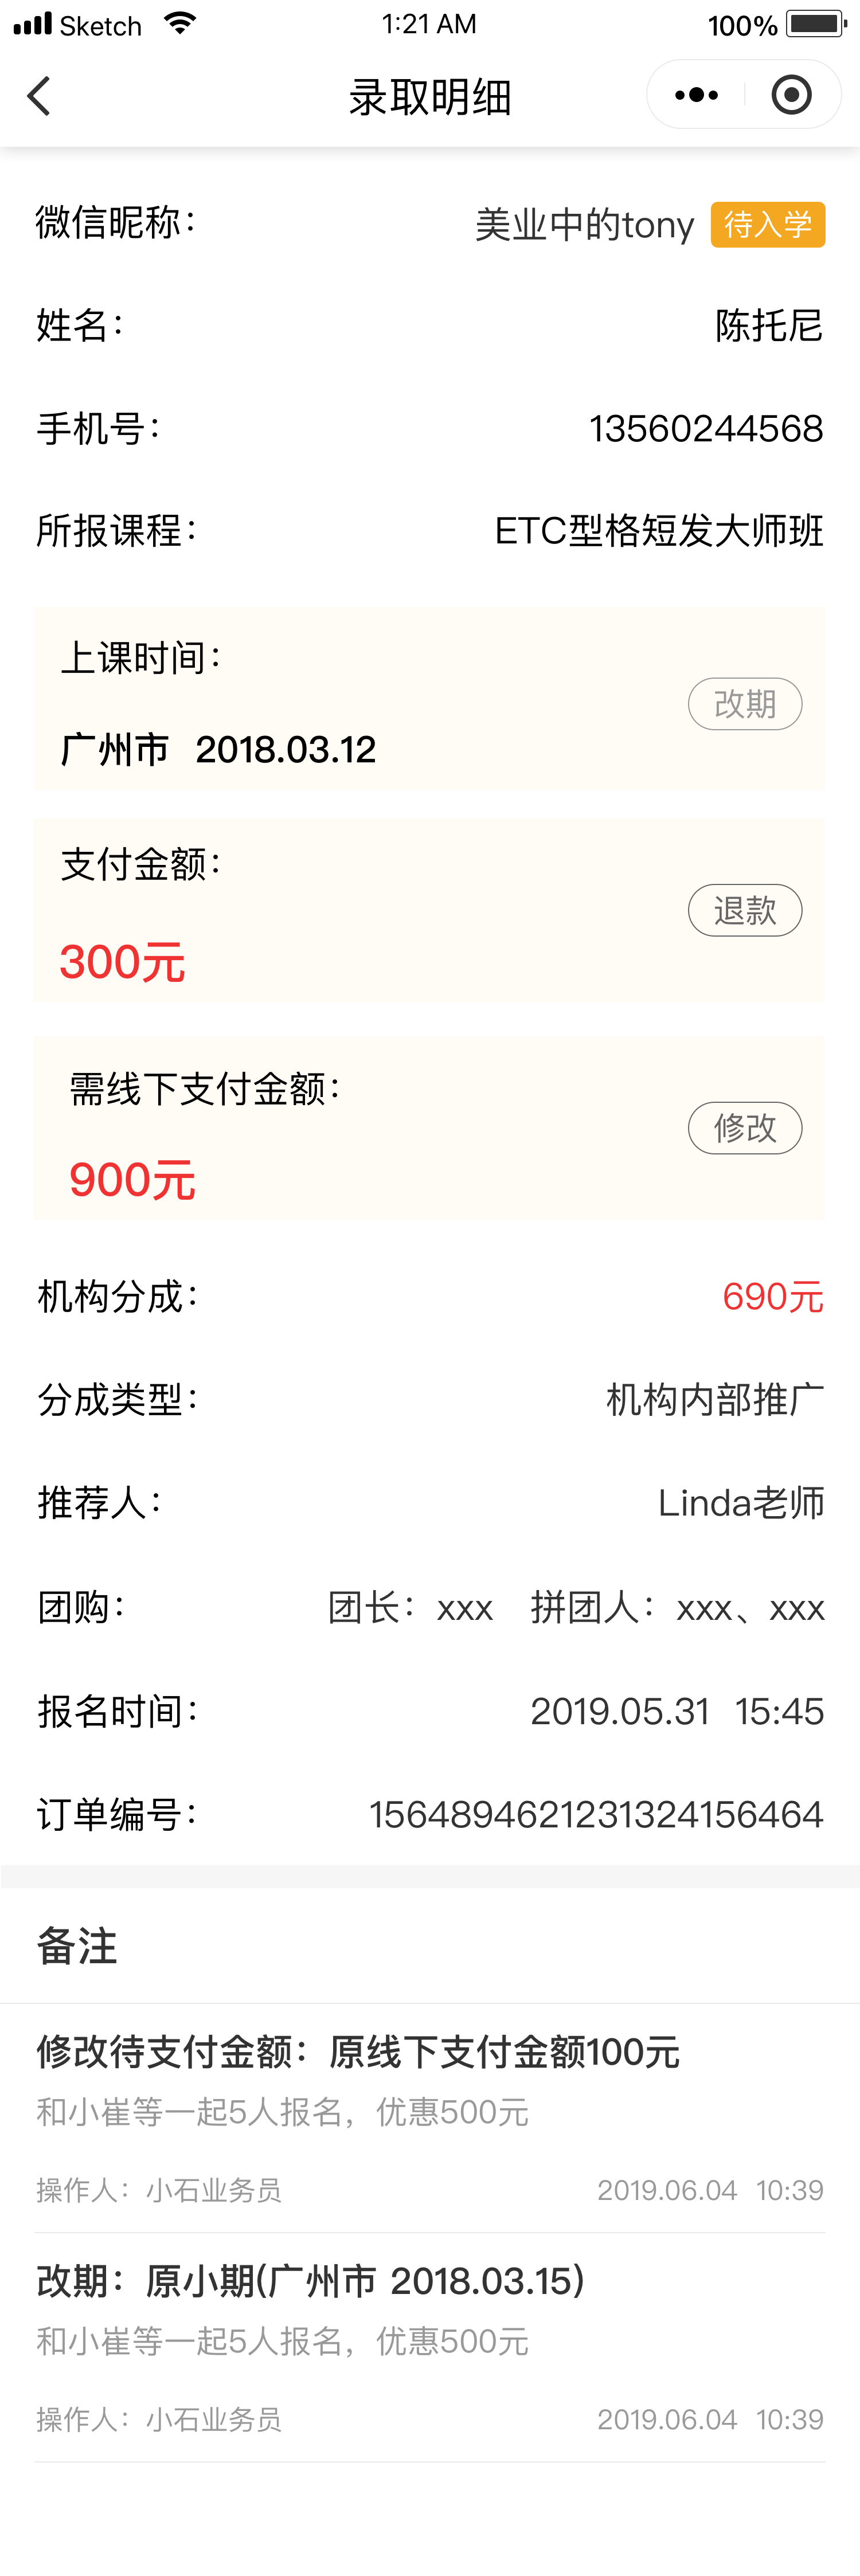 Sketch 1:21 AM 100%
录取明细
微信昵称： 美业中的tony 待入学
姓名： 陈托尼
手机号： 13560244568
所报课程： ETC型格短发大师班
上课时间：
改期
广州市 2018.03.12
支付金额：
退款
300元
需线下支付金额：
修改
900元
机构分成： 690元
分成类型： 机构内部推广
推荐人： Linda老师
团购： 团长：xxx 拼团人：xxx、xxx
报名时间： 2019.05.31 15:45
订单编号： 1564894621231324156464
备注
修改待支付金额：原线下支付金额100元
和小崔等一起5人报名，优惠500元
操作人：小石业务员 2019.06.04 10:39
改期：原小期(广州市 2018.03.15)
和小崔等一起5人报名，优惠500元
操作人：小石业务员 2019.06.04 10:39